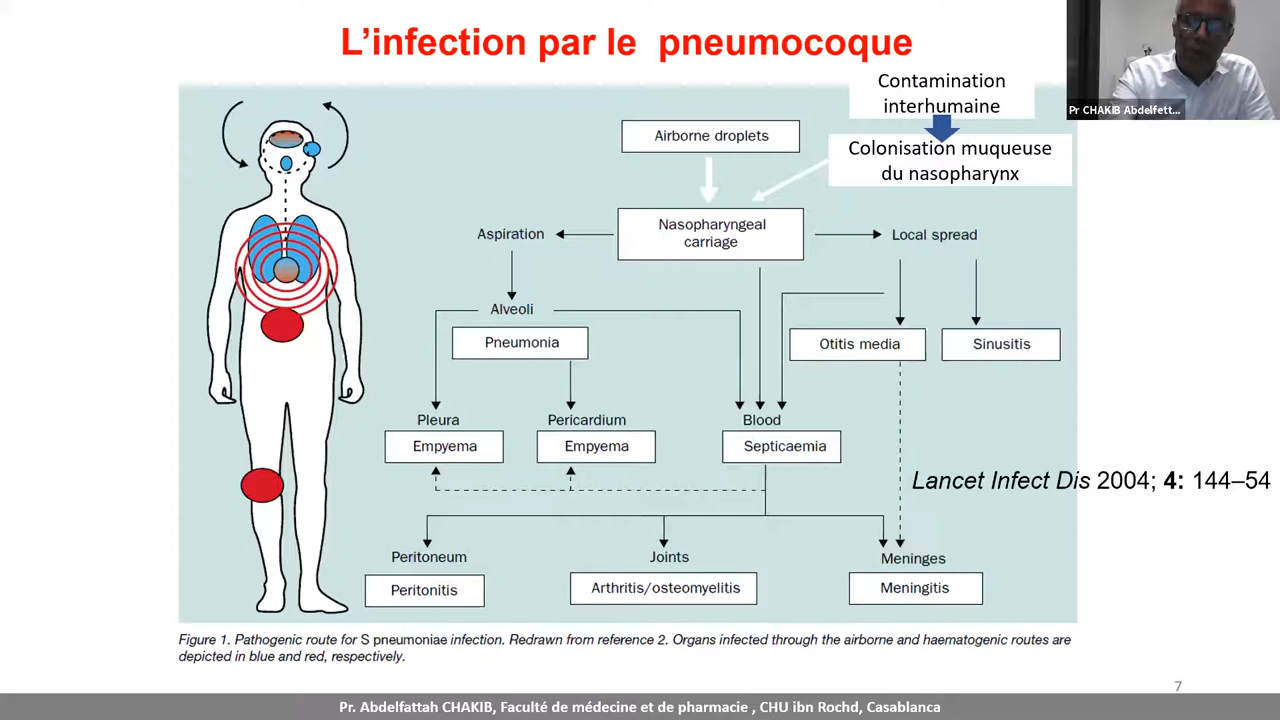 L’infection par le pneumocoque
Contamination
interhumaine
Pr CHAKIB Abdelfett...
Airborne droplets
Colonisation muqueuse
du nasopharynx
Nasopharyngeal
carriage
Aspiration
Local spread
Alveoli
Pneumonia
Otitis media
Sinusitis
Pleura
Pericardium
Blood
Empyema
Empyema
Septicaemia
Lancet Infect Dis 2004; 4: 144–54
Peritoneum
Joints
Meninges
Peritonitis
Arthritis/osteomyelitis
Meningitis
Figure 1. Pathogenic route for S pneumoniae infection. Redrawn from reference 2. Organs infected through the airborne and haematogenic routes are
depicted in blue and red, respectively.
7
Pr. Abdelfattah CHAKIB, Faculté de médecine et de pharmacie , CHU ibn Rochd, Casablanca